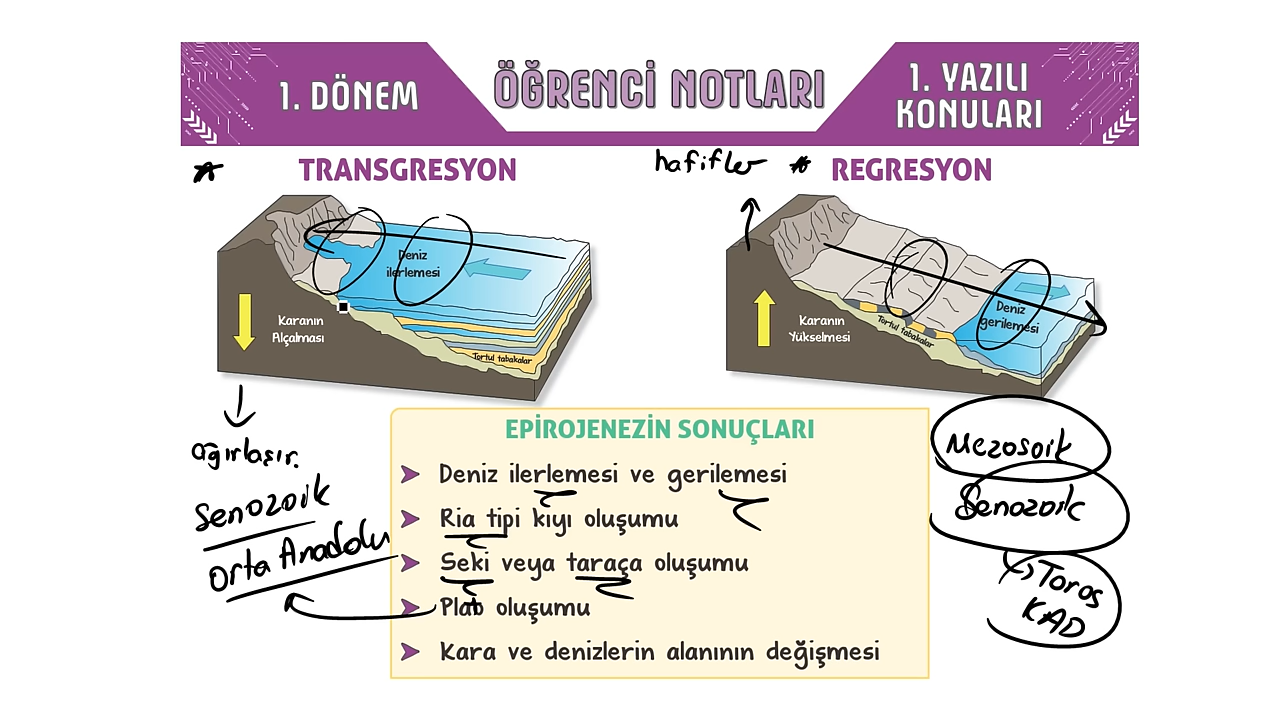 1. DÖNEM
ÖĞRENCİ NOTLARI
1. YAZILI
KONULARI
TRANSGRESYON
hafifler
REGRESYON
Deniz
ilerlemesi
Karanın
Alçalması
Tortul tabakalar
Deniz
gerilemesi
Karanın
Yükselmesi
Tortul tabakalar
ağırlaşır.
Senozoik
Orta Anadolu
EPİROJENEZİN SONUÇLARI
Deniz ilerlemesi ve gerilemesi
Ria tipi kıyı oluşumu
Seki veya taraça oluşumu
Plato oluşumu
Kara ve denizlerin alanının değişmesi
Mezosoik
Senozoik
Toros
KAD